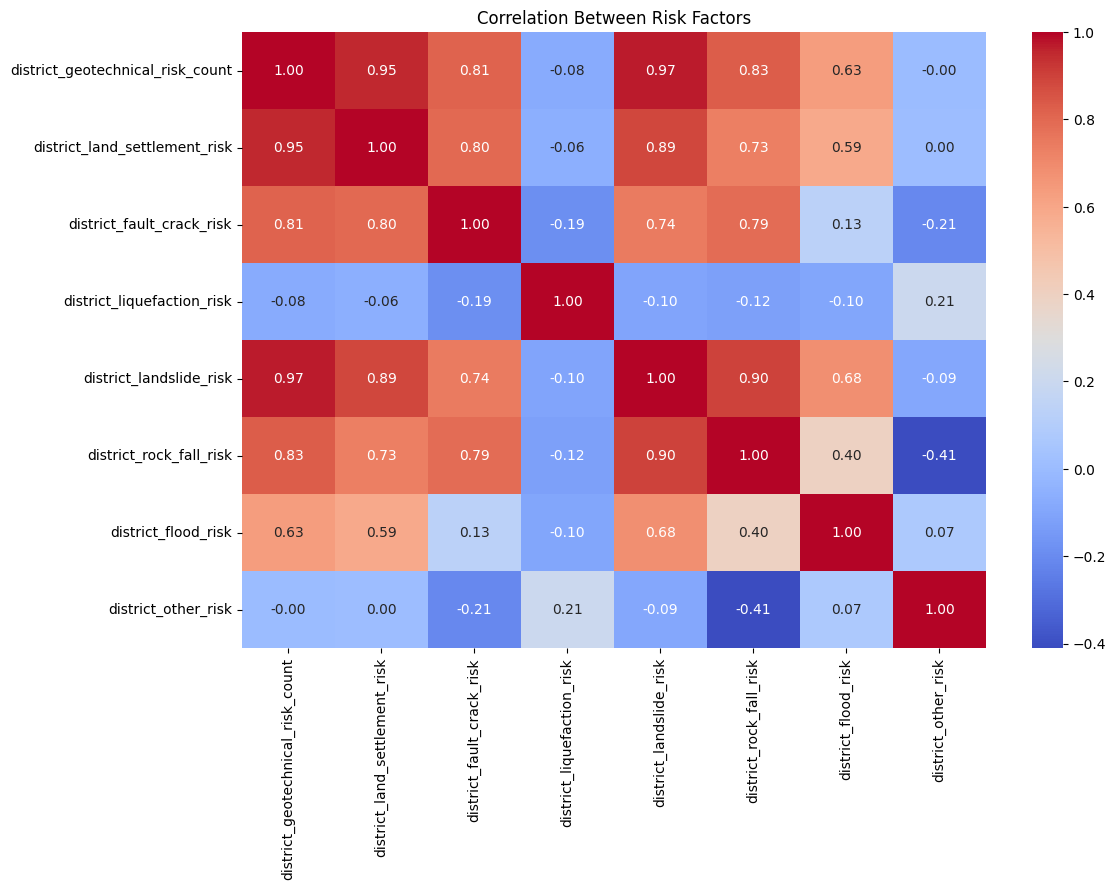 Correlation Between Risk Factors
district_geotechnical_risk_count 1.00 0.95 0.81 -0.08 0.97 0.83 0.63 -0.00
district_land_settlement_risk 0.95 1.00 0.80 -0.06 0.89 0.73 0.59 0.00
district_fault_crack_risk 0.81 0.80 1.00 -0.19 0.74 0.79 0.13 -0.21
district_liquefaction_risk -0.08 -0.06 -0.19 1.00 -0.10 -0.12 -0.10 0.21
district_landslide_risk 0.97 0.89 0.74 -0.10 1.00 0.90 0.68 -0.09
district_rock_fall_risk 0.83 0.73 0.79 -0.12 0.90 1.00 0.40 -0.41
district_flood_risk 0.63 0.59 0.13 -0.10 0.68 0.40 1.00 0.07
district_other_risk -0.00 0.00 -0.21 0.21 -0.09 -0.41 0.07 1.00
district_geotechnical_risk_count
district_land_settlement_risk
district_fault_crack_risk
district_liquefaction_risk
district_landslide_risk
district_rock_fall_risk
district_flood_risk
district_other_risk
1.0
0.8
0.6
0.4
0.2
0.0
−0.2
−0.4